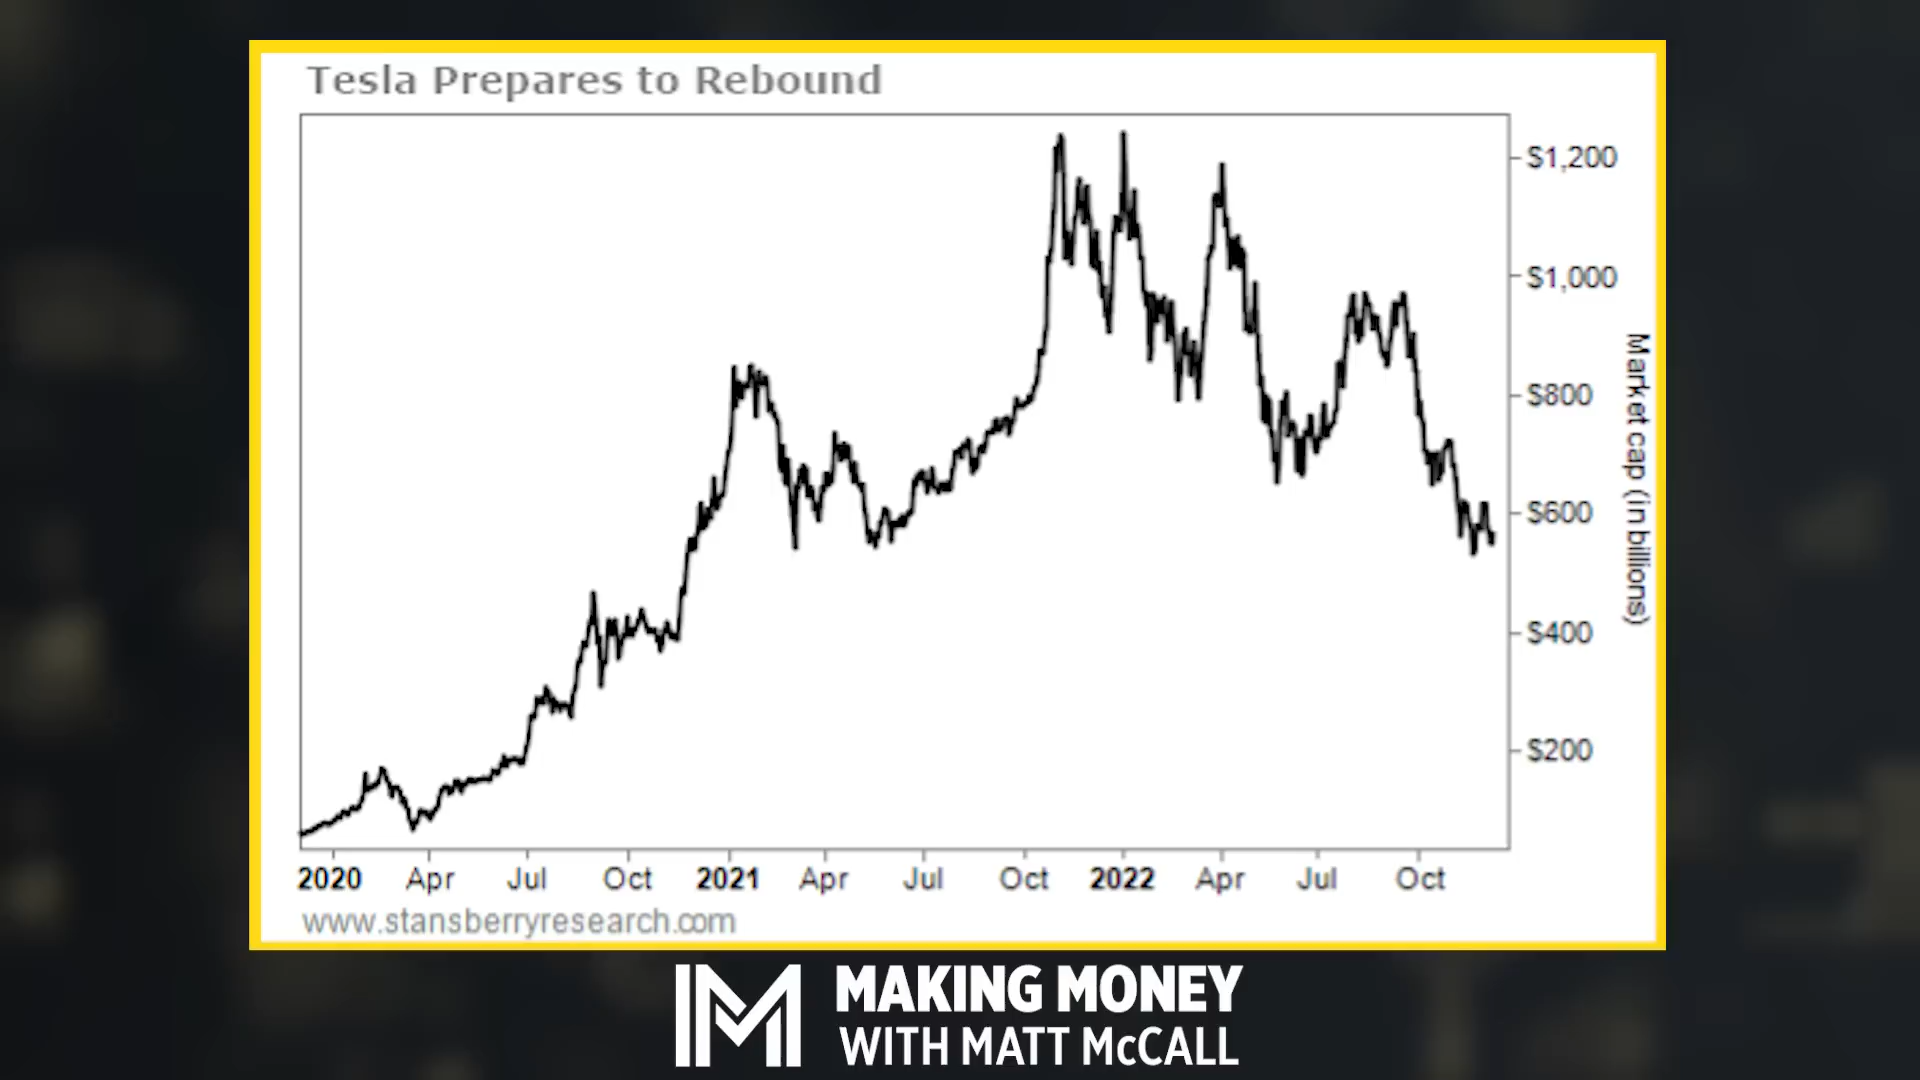 Tesla Prepares to Rebound
$1,200
$1,000
$800
$600
$400
$200
Market cap (in billions)
2020 Apr Jul Oct 2021 Apr Jul Oct 2022 Apr Jul Oct
www.stansberryresearch.com
MAKING MONEY
WITH MATT McCALL